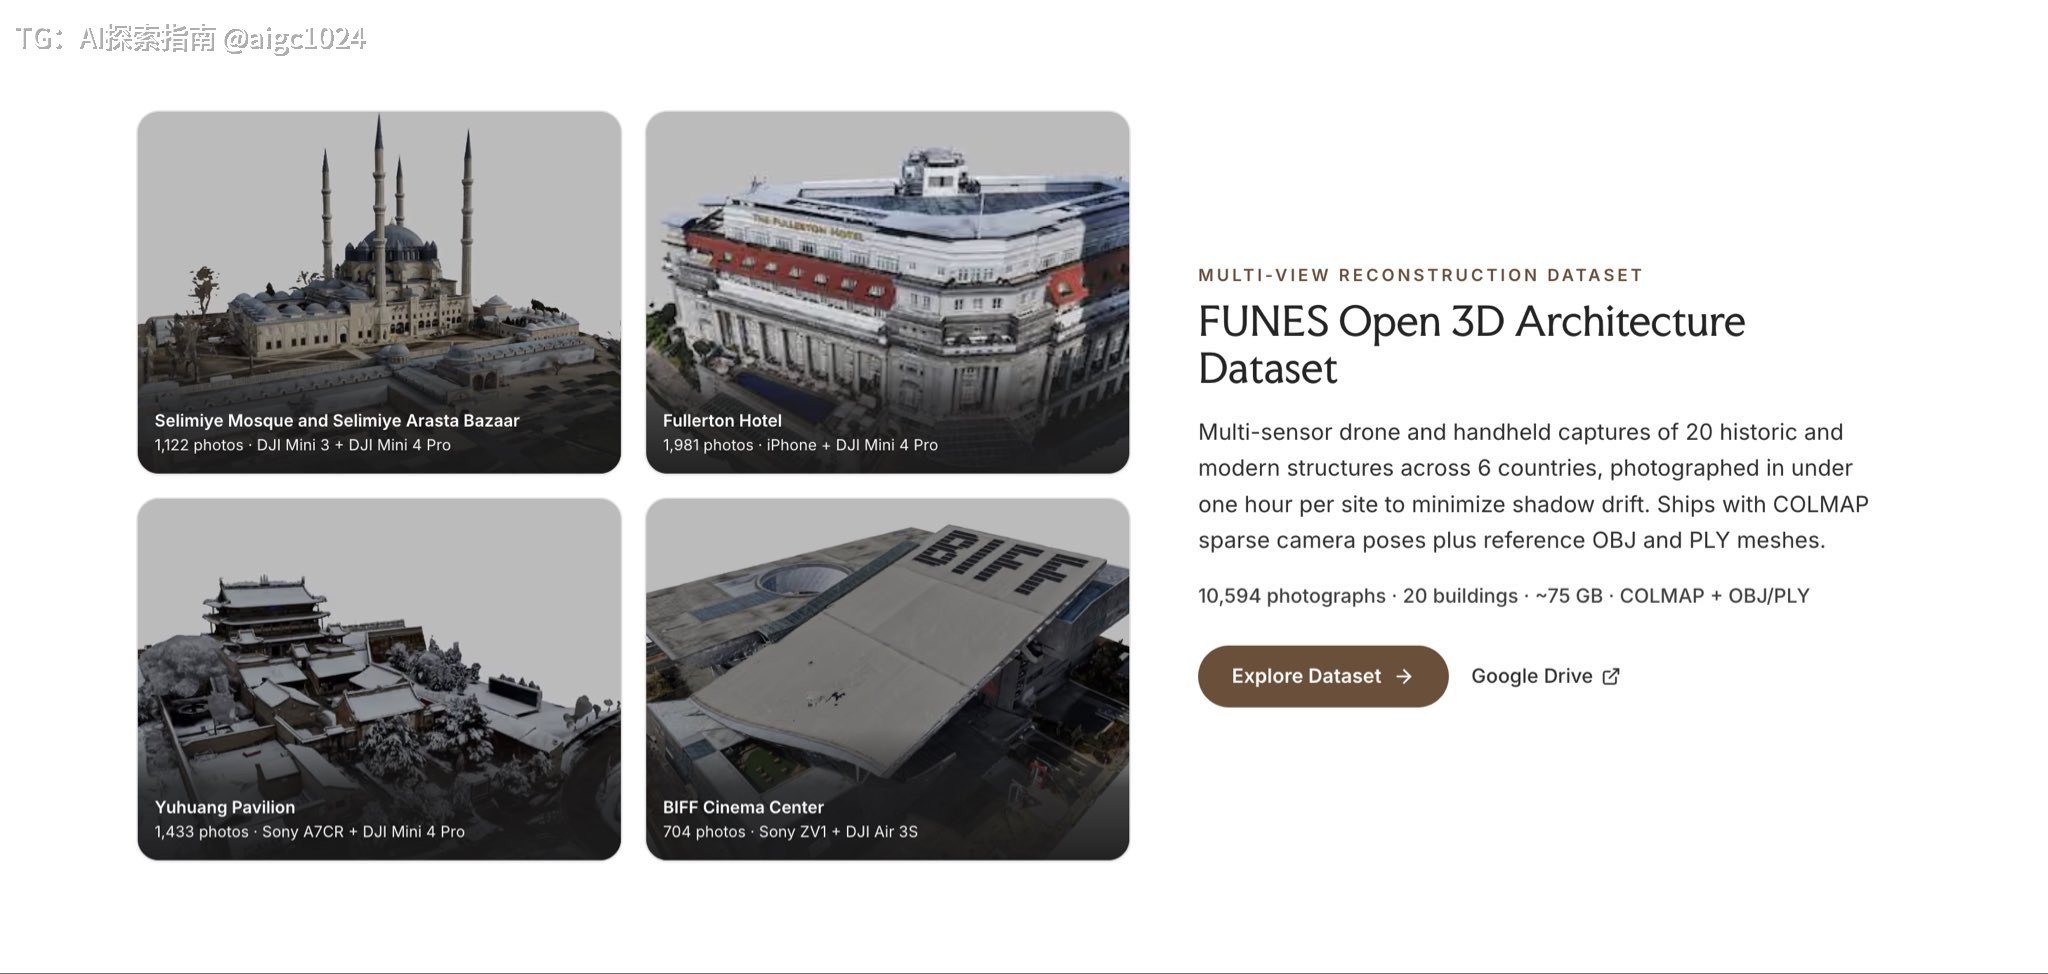 TG：AI探索指南 @aigc1024
THE FULLERTON HOTEL
Selimiye Mosque and Selimiye Arasta Bazaar
1,122 photos · DJI Mini 3 + DJI Mini 4 Pro
Fullerton Hotel
1,981 photos · iPhone + DJI Mini 4 Pro
BIFF
Yuhuang Pavilion
1,433 photos · Sony A7CR + DJI Mini 4 Pro
BIFF Cinema Center
704 photos · Sony ZV1 + DJI Air 3S
MULTI-VIEW RECONSTRUCTION DATASET
FUNES Open 3D Architecture
Dataset
Multi-sensor drone and handheld captures of 20 historic and
modern structures across 6 countries, photographed in under
one hour per site to minimize shadow drift. Ships with COLMAP
sparse camera poses plus reference OBJ and PLY meshes.
10,594 photographs · 20 buildings · ~75 GB · COLMAP + OBJ/PLY
Explore Dataset →
Google Drive